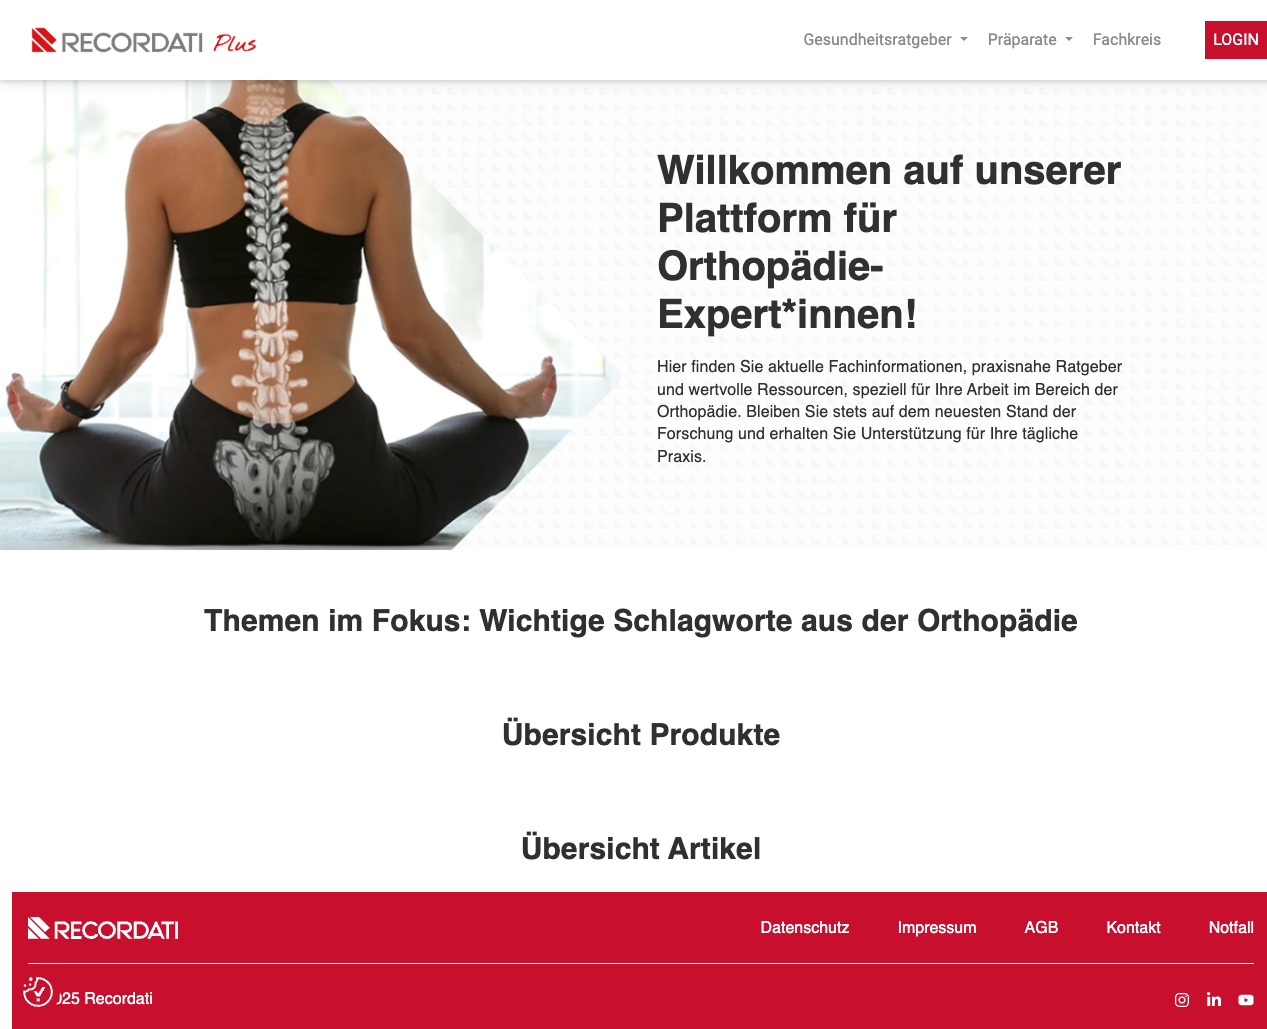 RECORDATI Plus
Gesundheitsratgeber
Präparate
Fachkreis
LOGIN
Willkommen auf unserer
Plattform für
Orthopädie-
Expert*innen!
Hier finden Sie aktuelle Fachinformationen, praxisnahe Ratgeber
und wertvolle Ressourcen, speziell für Ihre Arbeit im Bereich der
Orthopädie. Bleiben Sie stets auf dem neuesten Stand der
Forschung und erhalten Sie Unterstützung für Ihre tägliche
Praxis.
Themen im Fokus: Wichtige Schlagworte aus der Orthopädie
Übersicht Produkte
Übersicht Artikel
RECORDATI
Datenschutz
Impressum
AGB
Kontakt
Notfall
25 Recordati